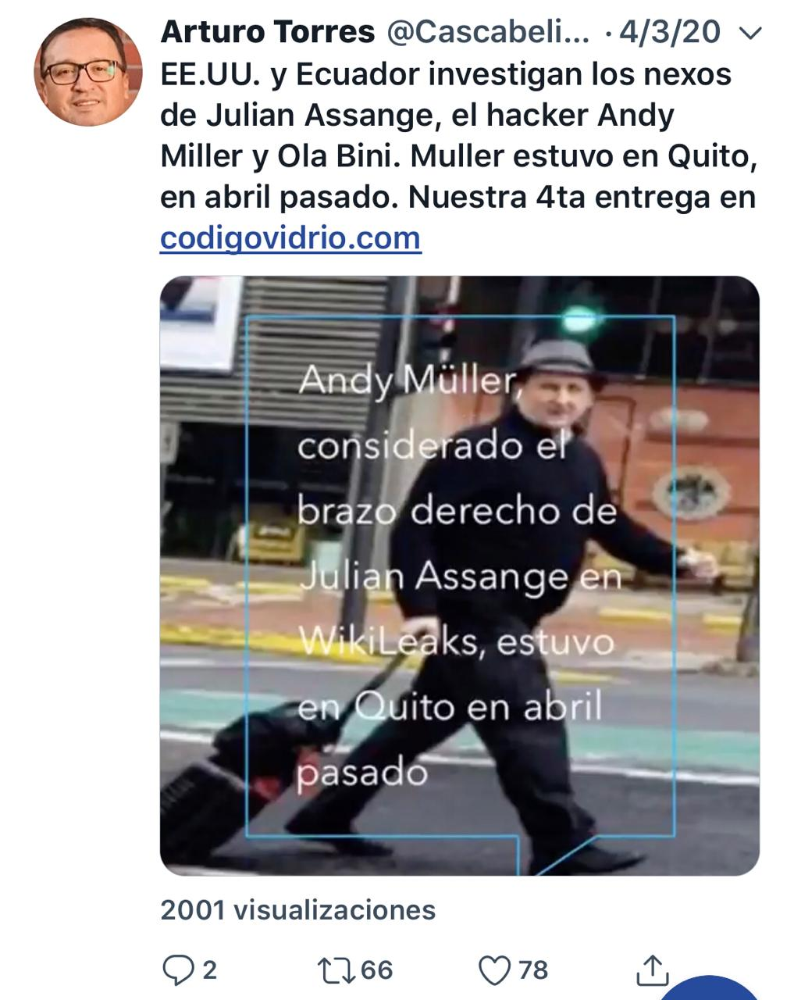 Arturo Torres @Cascabeli... · 4/3/20
EE.UU. y Ecuador investigan los nexos
de Julian Assange, el hacker Andy
Miller y Ola Bini. Muller estuvo en Quito,
en abril pasado. Nuestra 4ta entrega en
codigovidrio.com
Andy Müller,
considerado el
brazo derecho de
Julian Assange en
WikiLeaks, estuvo
en Quito en abril
pasado
2001 visualizaciones
2 66 78